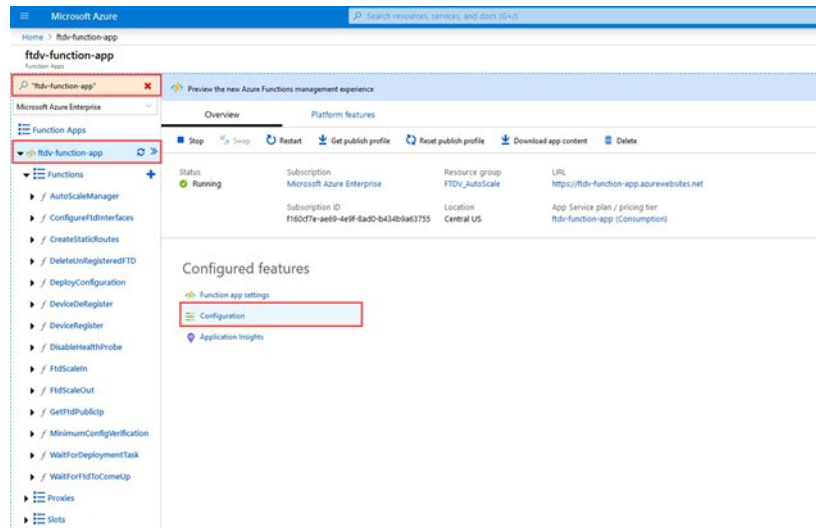 Microsoft Azure
Search resources, services, and docs (G+/)
Home > ftdv-function-app
ftdv-function-app
Function Apps
"ftdv-function-app"
Microsoft Azure Enterprise
Function Apps
ftdv-function-app
Functions
AutoScaleManager
ConfigureFtdInterfaces
CreateStaticRoutes
DeleteUnRegisteredFTD
DeployConfiguration
DeviceDeRegister
DeviceRegister
DisableHealthProbe
FtdScaleIn
FtdScaleOut
GetFtdPublicIp
MinimumConfigVerification
WaitForDeploymentTask
WaitForFtdToComeUp
Proxies
Slots
Preview the new Azure Functions management experience
Overview Platform features
Stop Swap Restart Get publish profile Reset publish profile Download app content Delete
Status Subscription Resource group URL
Running Microsoft Azure Enterprise FTDV_AutoScale https://ftdv-function-app.azurewebsites.net
Subscription ID Location App Service plan / pricing tier
f160cf7e-ae69-4e9f-8ad0-b434b9a63755 Central US ftdv-function-app (Consumption)
Configured features
Function app settings
Configuration
Application Insights